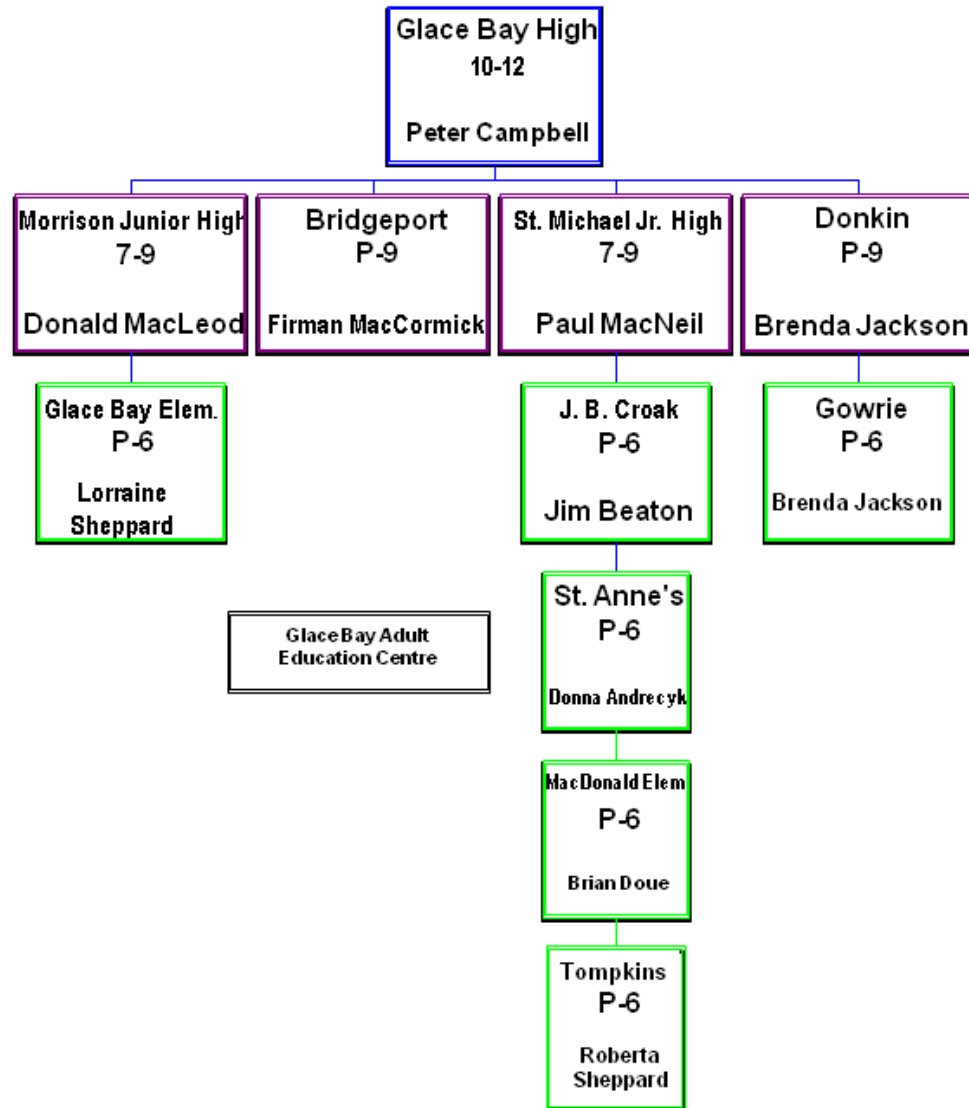 Glace Bay High
10-12
Peter Campbell
Morrison Junior High
7-9
Donald MacLeod
Bridgeport
P-9
Firman MacCormick
St. Michael Jr. High
7-9
Paul MacNeil
Donkin
P-9
Brenda Jackson
Glace Bay Elem.
P-6
Lorraine
Sheppard
J. B. Croak
P-6
Jim Beaton
Gowrie
P-6
Brenda Jackson
St. Anne's
P-6
Donna Andrecyk
Glace Bay Adult
Education Centre
MacDonald Elem
P-6
Brian Doue
Tompkins
P-6
Roberta
Sheppard